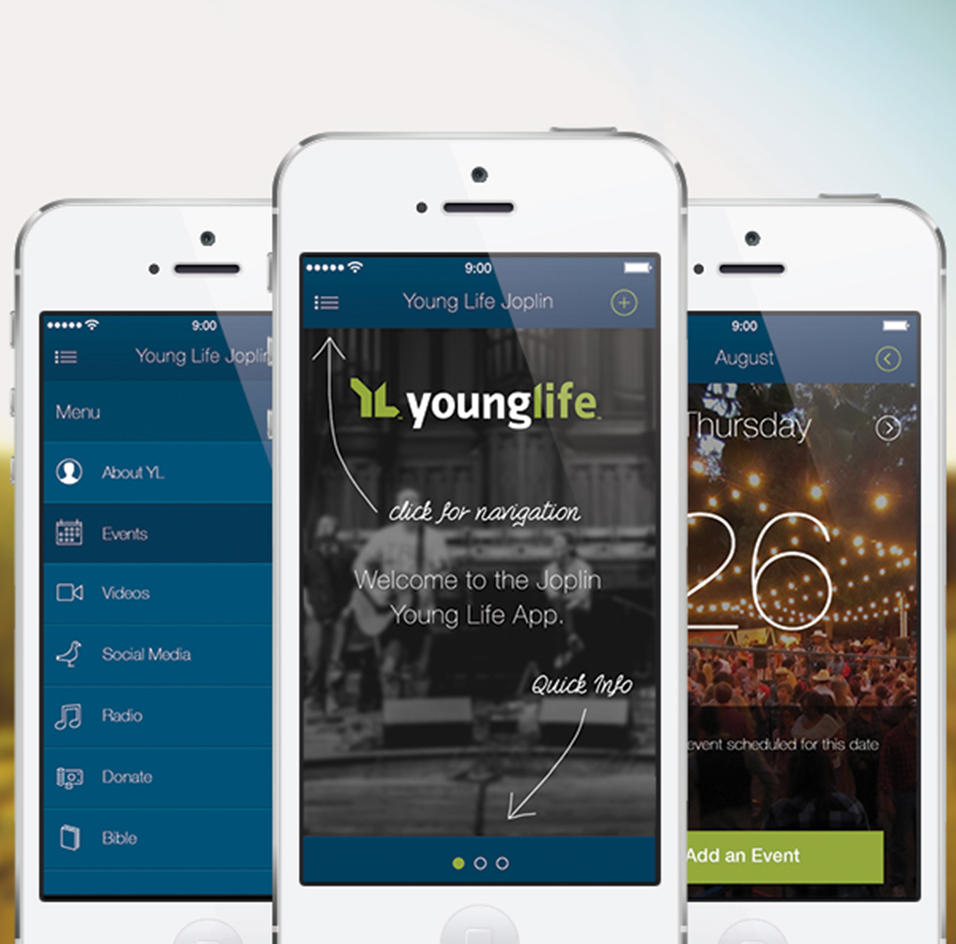 9:00
Young Life Joplin
Menu
About YL
Events
Videos
Social Media
Radio
Donate
Bible
9:00
Young Life Joplin
YL younglife
click for navigation
Welcome to the Joplin
Young Life App.
Quick Info
9:00
August
Thursday
26
event scheduled for this date
Add an Event